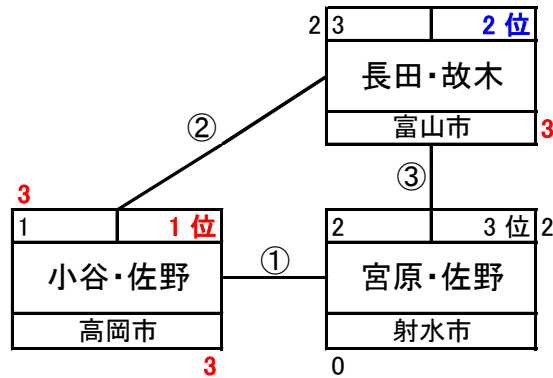 2 3 2 位
長田・故木
富山市 3
②
③
3
1 1 位
小谷・佐野
高岡市
3
①
2 3 位 2
宮原・佐野
射水市
0